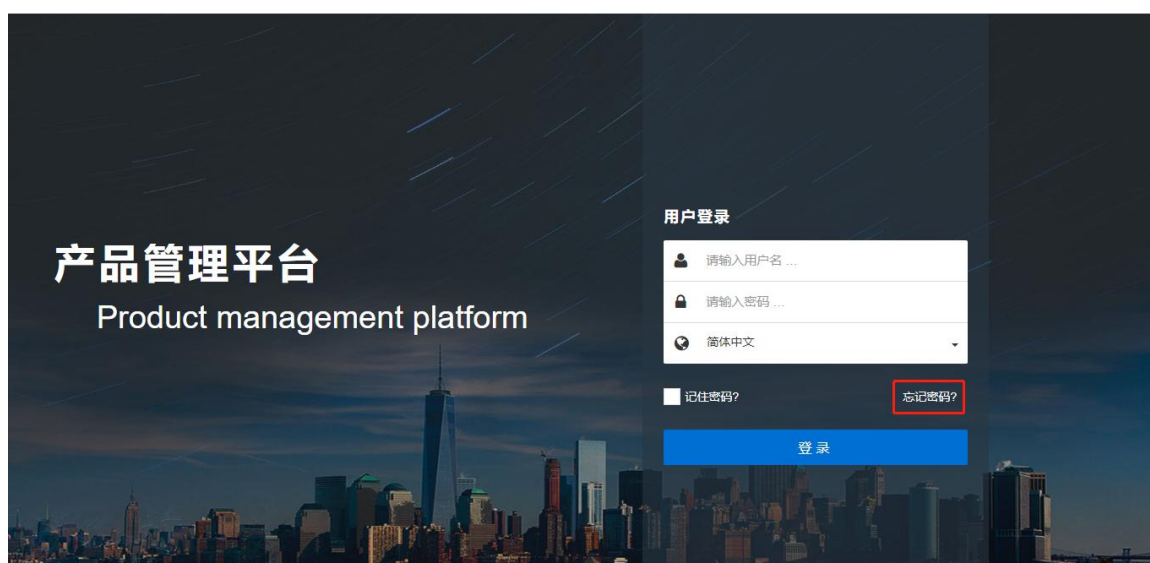 产品管理平台
Product management platform
用户登录
请输入用户名 ...
请输入密码 ...
简体中文
记住密码?
忘记密码?
登 录